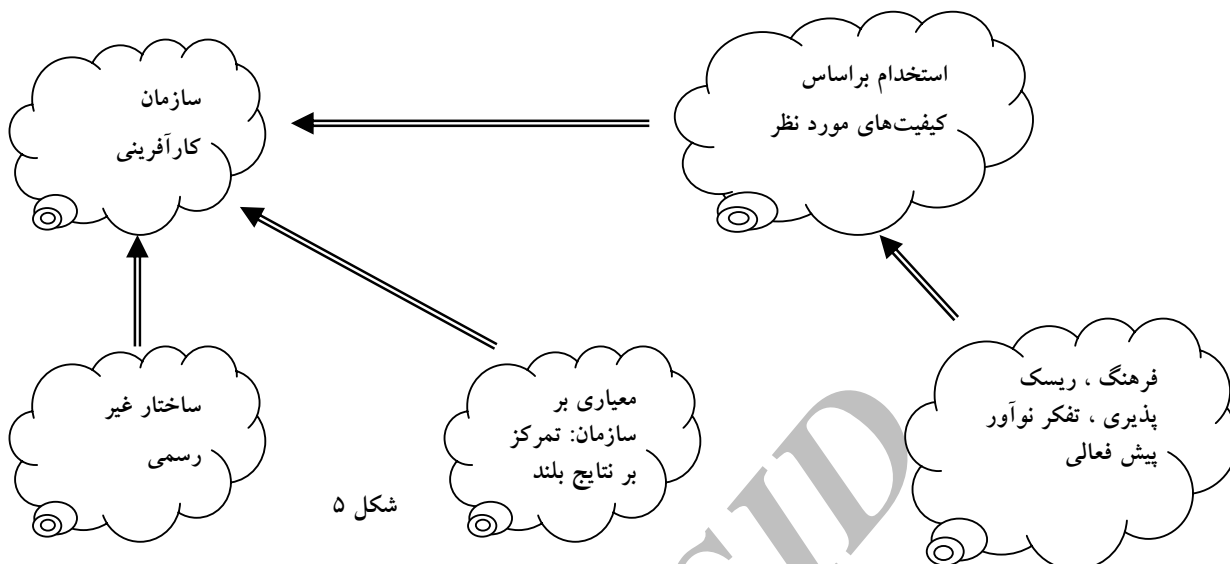 استخدام براساس
کیفیت‌های مورد نظر
سازمان
کارآفرینی
فرهنگ ، ریسک
پذیری ، تفکر نوآور
پیش فعالی
معیاری بر
سازمان: تمرکز
بر نتایج بلند
ساختار غیر
رسمی
شکل ۵
SID